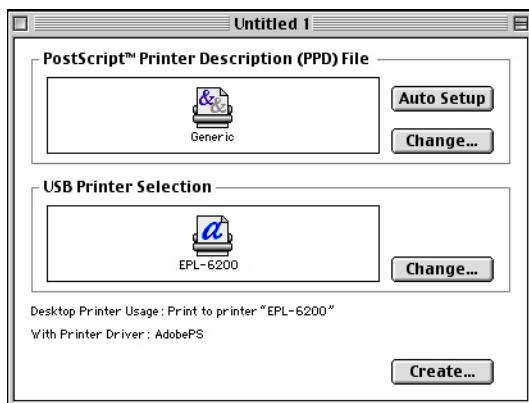 Untitled 1
PostScript™ Printer Description (PPD) File
Generic
Auto Setup
Change...
USB Printer Selection
EPL-6200
Change...
Desktop Printer Usage : Print to printer "EPL-6200"
With Printer Driver : AdobePS
Create...